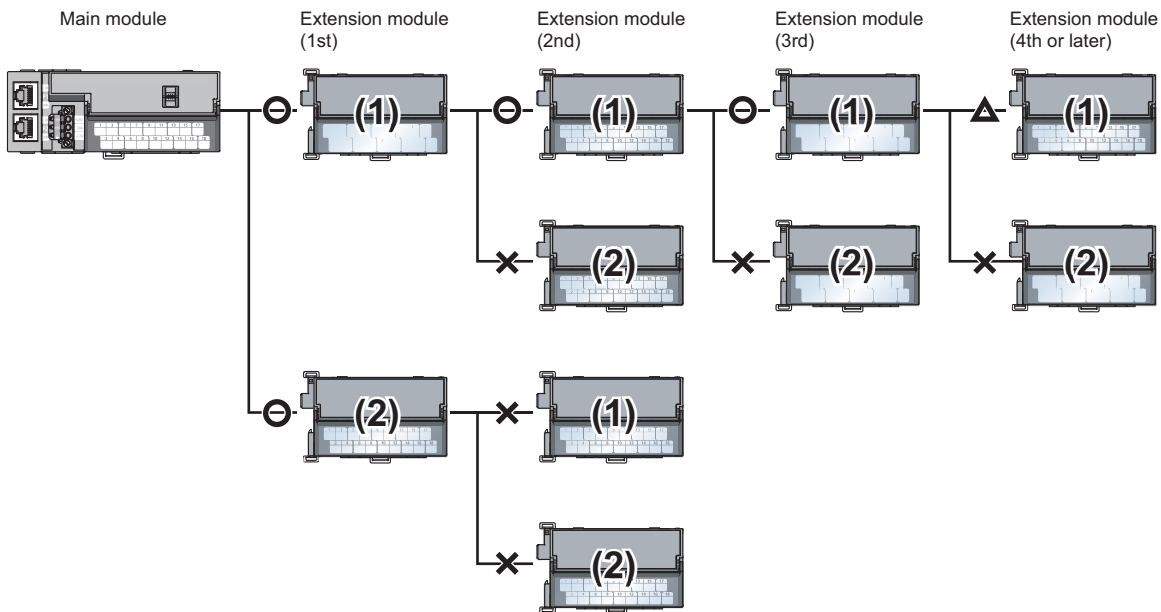 Main module
Extension module
(1st)
Extension module
(2nd)
Extension module
(3rd)
Extension module
(4th or later)
(1)
(1)
(1)
(1)
(2)
(2)
(2)
(2)
(1)
(2)